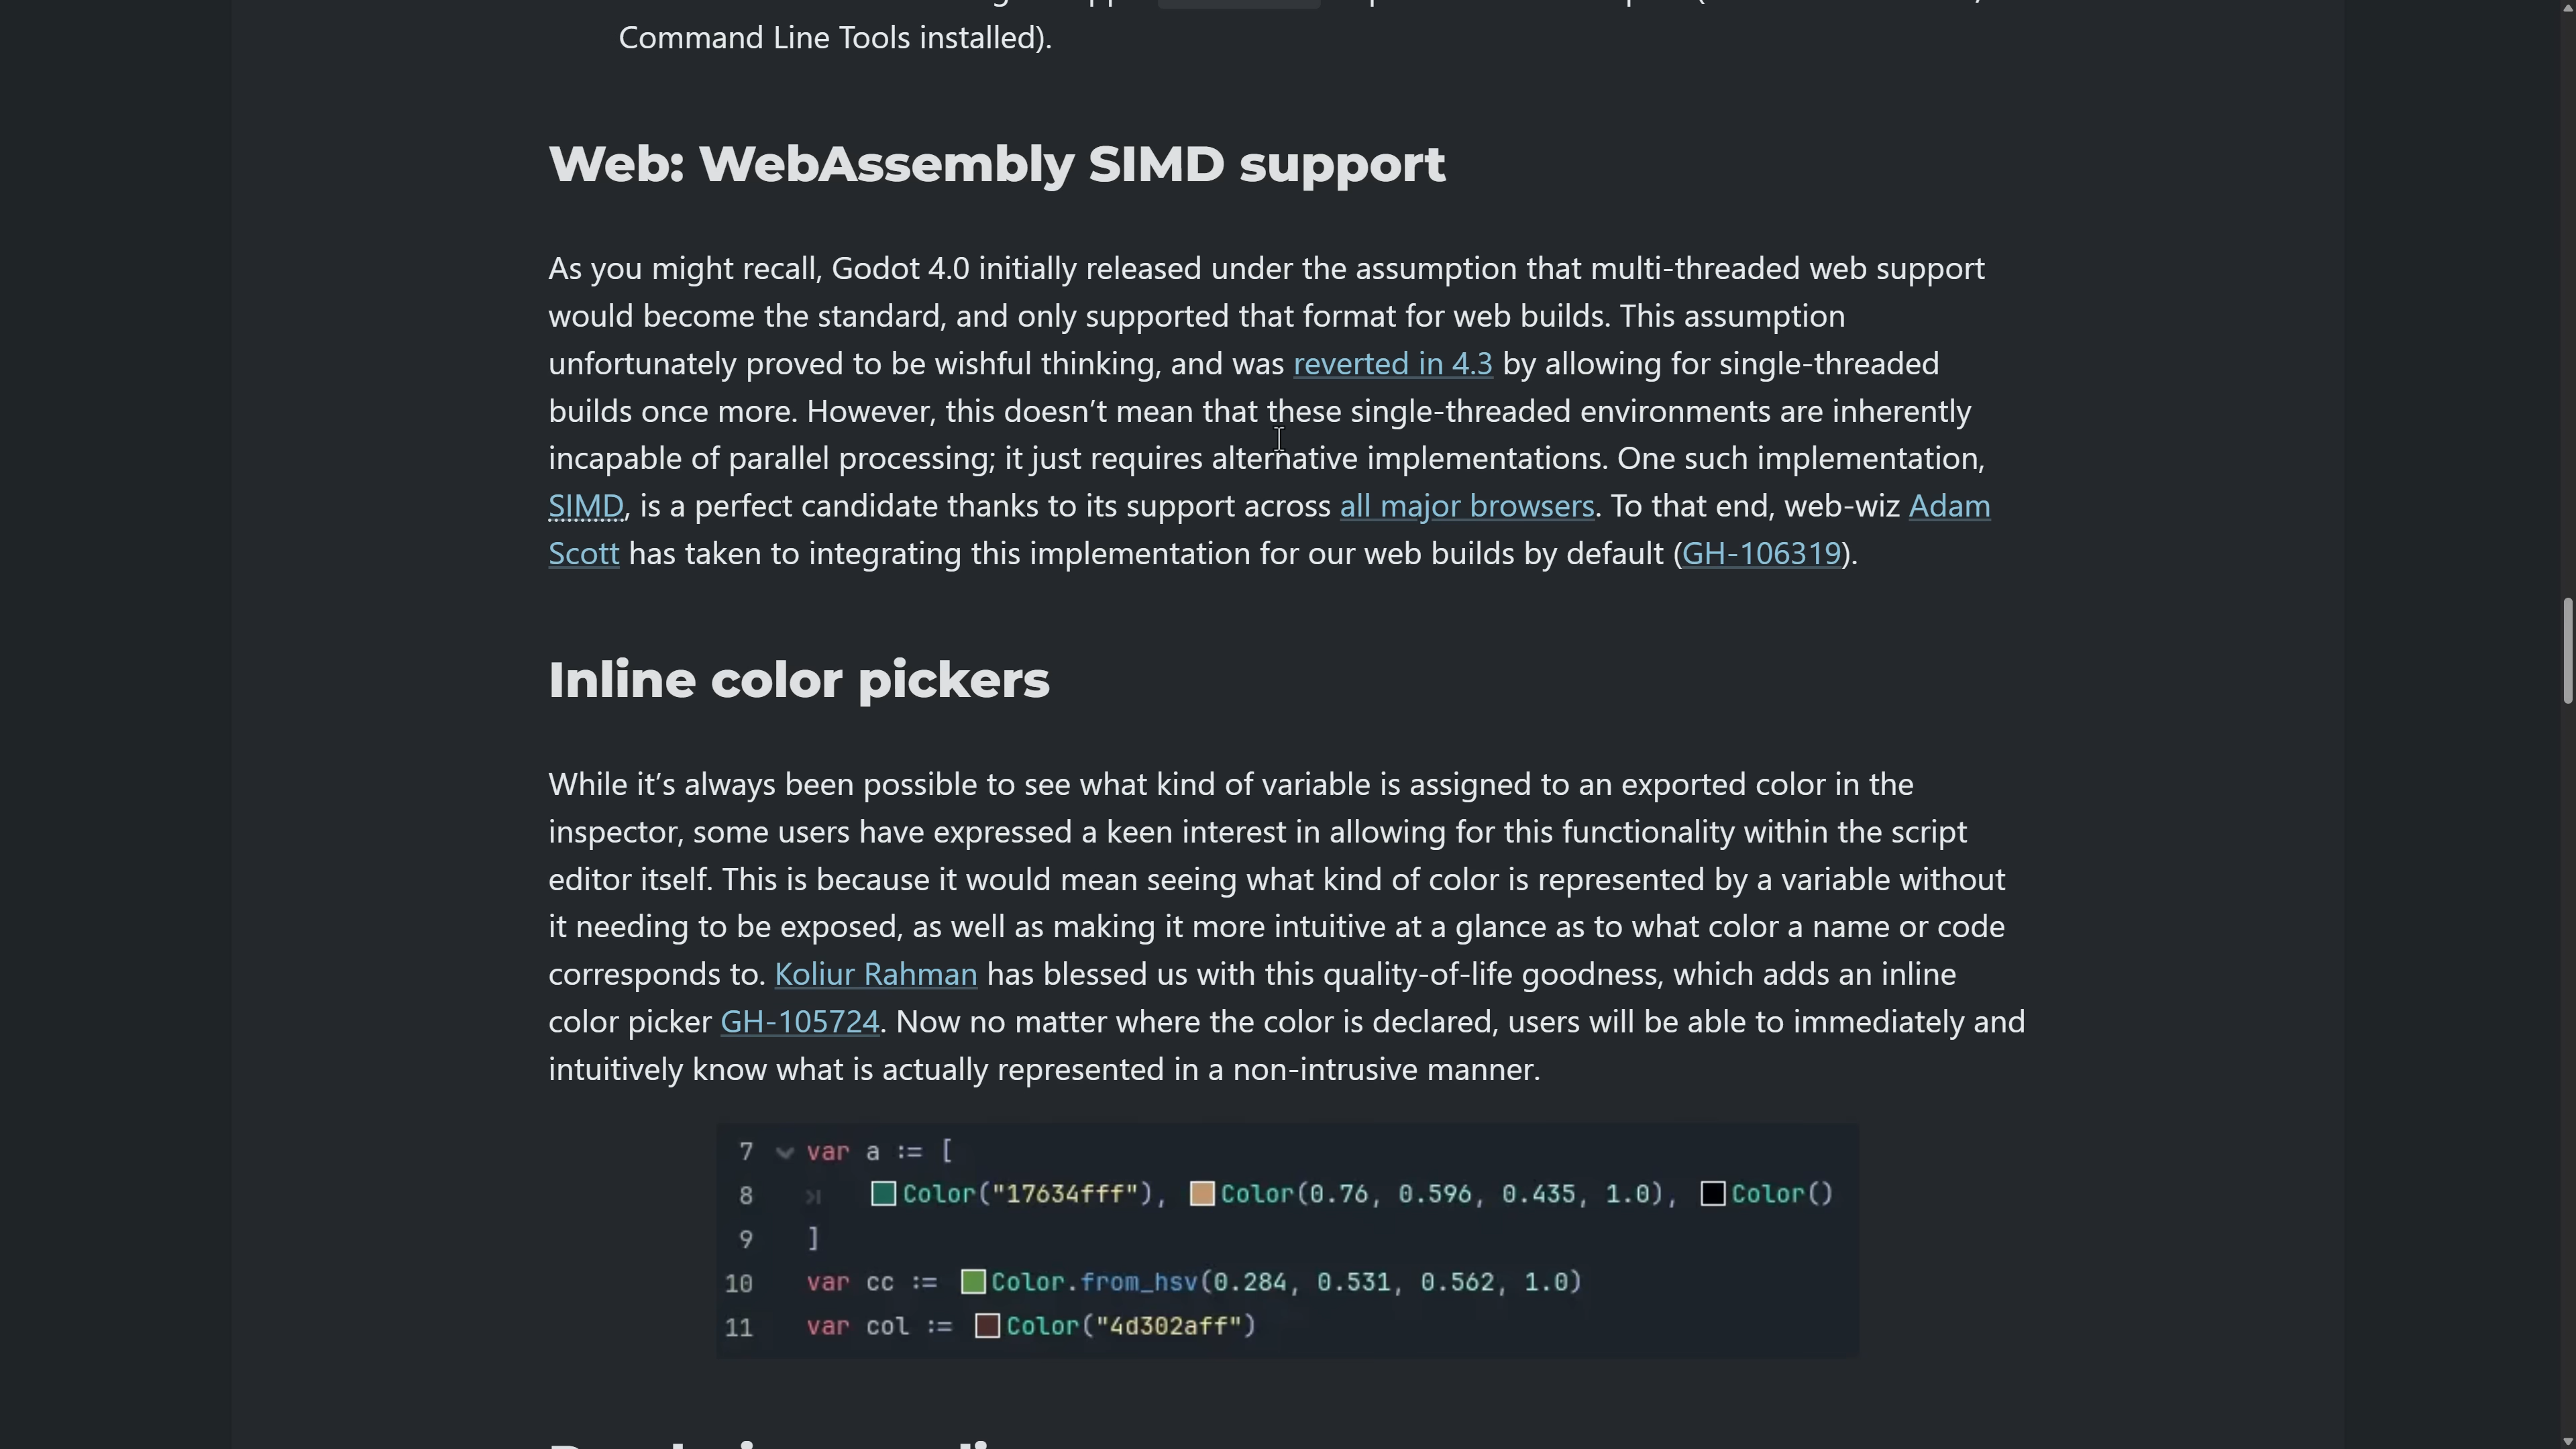 Command Line Tools installed).
Web: WebAssembly SIMD support
As you might recall, Godot 4.0 initially released under the assumption that multi-threaded web support
would become the standard, and only supported that format for web builds. This assumption
unfortunately proved to be wishful thinking, and was reverted in 4.3 by allowing for single-threaded
builds once more. However, this doesn’t mean that these single-threaded environments are inherently
incapable of parallel processing; it just requires alternative implementations. One such implementation,
SIMD, is a perfect candidate thanks to its support across all major browsers. To that end, web-wiz Adam
Scott has taken to integrating this implementation for our web builds by default (GH-106319).
Inline color pickers
While it’s always been possible to see what kind of variable is assigned to an exported color in the
inspector, some users have expressed a keen interest in allowing for this functionality within the script
editor itself. This is because it would mean seeing what kind of color is represented by a variable without
it needing to be exposed, as well as making it more intuitive at a glance as to what color a name or code
corresponds to. Koliur Rahman has blessed us with this quality-of-life goodness, which adds an inline
color picker GH-105724. Now no matter where the color is declared, users will be able to immediately and
intuitively know what is actually represented in a non-intrusive manner.
7 var a := [
8 Color("17634fff"), Color(0.76, 0.596, 0.435, 1.0), Color()
9 ]
10 var cc := Color.from_hsv(0.284, 0.531, 0.562, 1.0)
11 var col := Color("4d302aff")